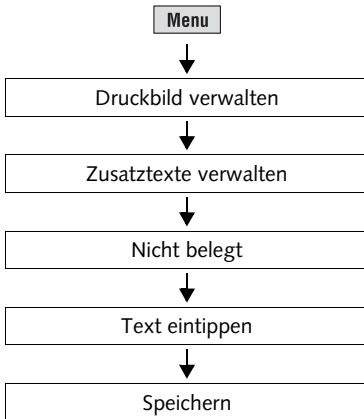 Menu
Druckbild verwalten
Zusatztexte verwalten
Nicht belegt
Text eintippen
Speichern